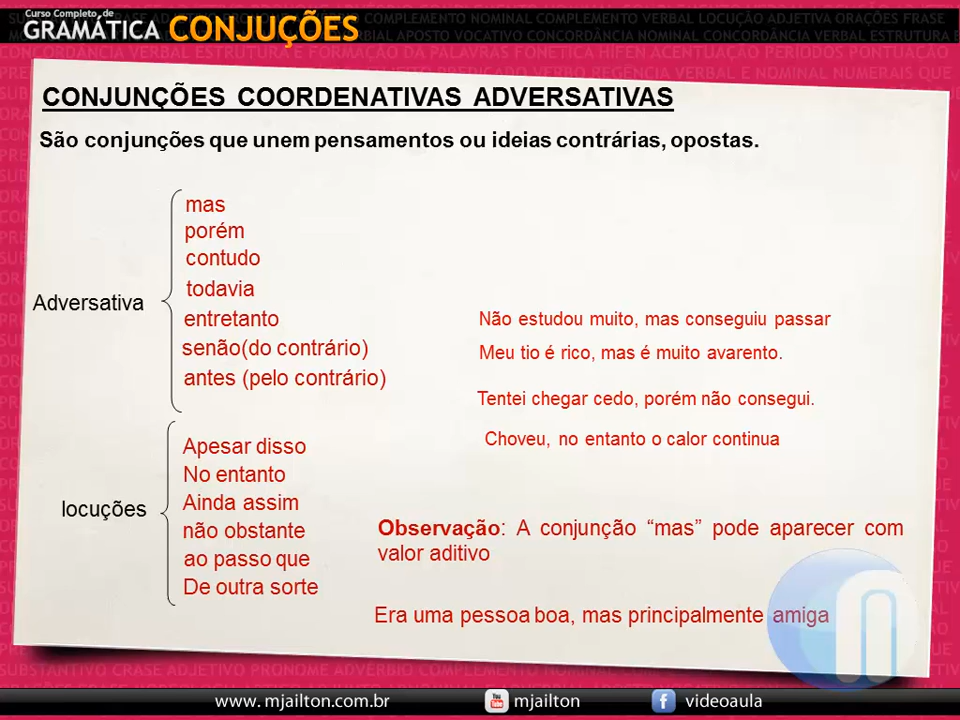 Curso Completo de
GRAMÁTICA CONJUÇÕES
CONJUNÇÕES COORDENATIVAS ADVERSATIVAS
São conjunções que unem pensamentos ou ideias contrárias, opostas.
Adversativa
mas
porém
contudo
todavia
entretanto
senão(do contrário)
antes (pelo contrário)
Não estudou muito, mas conseguiu passar
Meu tio é rico, mas é muito avarento.
Tentei chegar cedo, porém não consegui.
Choveu, no entanto o calor continua
locuções
Apesar disso
No entanto
Ainda assim
não obstante
ao passo que
De outra sorte
Observação: A conjunção “mas” pode aparecer com
valor aditivo
Era uma pessoa boa, mas principalmente amiga
www. mjailton.com.br
You Tube mjailton
f videoaula